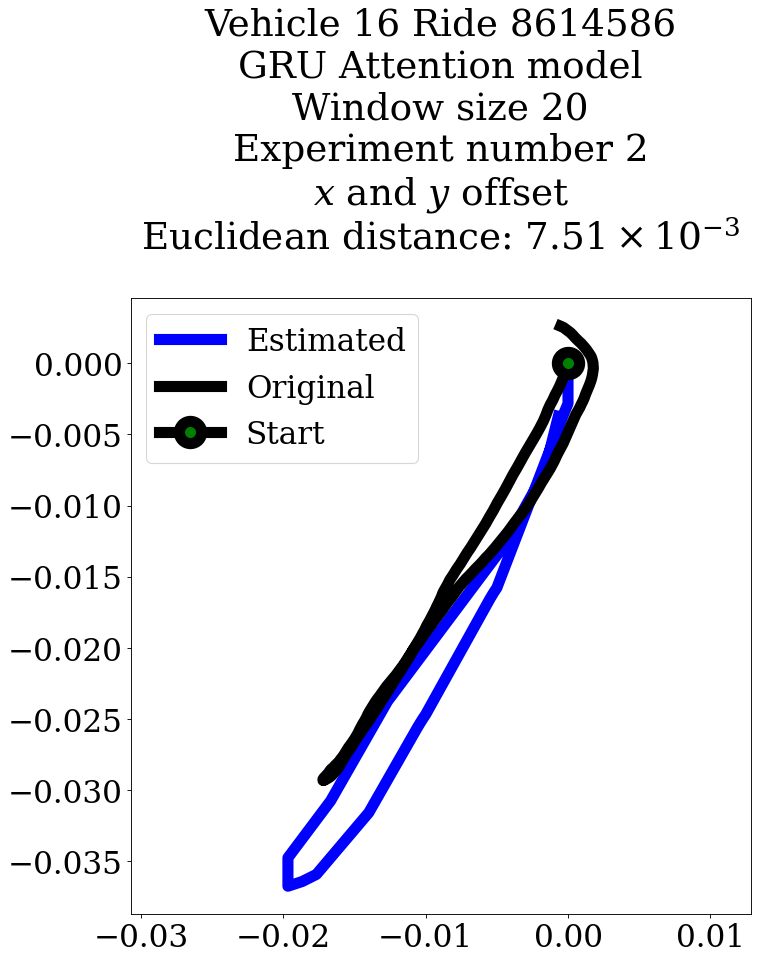 Vehicle 16 Ride 8614586
GRU Attention model
Window size 20
Experiment number 2
x and y offset
Euclidean distance: 7.51 × 10⁻³
Estimated
Original
Start
0.000
−0.005
−0.010
−0.015
−0.020
−0.025
−0.030
−0.035
−0.03 −0.02 −0.01 0.00 0.01